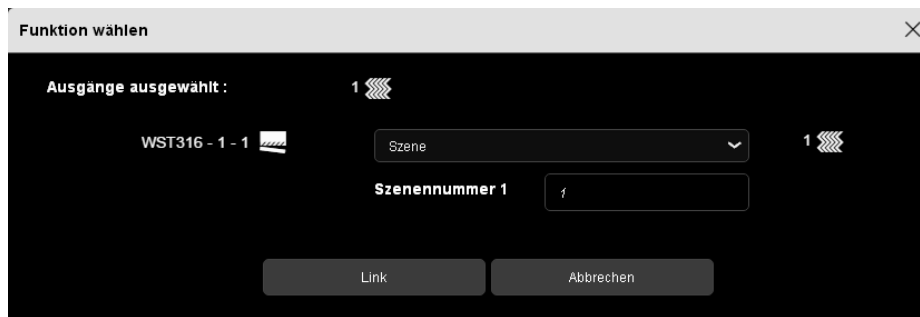 Funktion wählen
Ausgänge ausgewählt :
1
WST316 - 1 - 1
Szene
1
Szenennummer 1
1
Link
Abbrechen